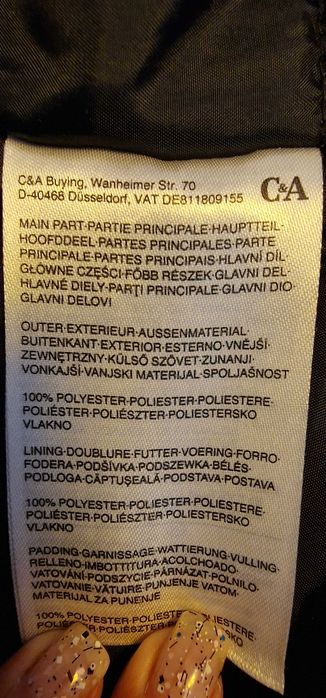 C&A Buying, Wanheimer Str. 70
D-40468 Düsseldorf, VAT DE811809155
C&A
MAIN PART·PARTIE PRINCIPALE·HAUPTTEIL·
HOOFDDEEL·PARTES PRINCIPALES·PARTE
PRINCIPALE·PARTES PRINCIPAIS·HLAVNÍ DÍL·
GŁÓWNE CZĘŚCI·FŐBB RÉSZEK·GLAVNI DEL·
HLAVNÉ DIELY·PARȚI PRINCIPALE·GLAVNI DIO·
GLAVNI DELOVI
OUTER·EXTERIEUR·AUSSENMATERIAL·
BUITENKANT·EXTERIOR·ESTERNO·VNĚJŠÍ·
ZEWNĘTRZNY·KÜLSŐ SZÖVET·ZUNANJI·
VONKAJŠÍ·VANJSKI MATERIJAL·SPOLJAŠNOST
100% POLYESTER·POLIESTER·POLIESTERE·
POLIÉSTER·POLIÉSZTER·POLIESTERSKO
VLAKNO
LINING·DOUBLURE·FUTTER·VOERING·FORRO·
FODERA·PODŠÍVKA·PODSZEWKA·BÉLÉS·
PODLOGA·CĂPTUȘEALĂ·PODSTAVA·POSTAVA
100% POLYESTER·POLIESTER·POLIESTERE·
POLIÉSTER·POLIÉSZTER·POLIESTERSKO
VLAKNO
PADDING·GARNISSAGE·WATTIERUNG·VULLING·
RELLENO·IMBOTTITURA·ACOLCHOADO·
VATOVÁNÍ·PODSZYCIE·PÁRNÁZAT·POLNILO·
VATOVANIE·VĂTUIRE·PUNJENJE VATOM·
MATERIJAL ZA PUNJENJE
100% POLYESTER·POLIESTER·POLIESTERE·